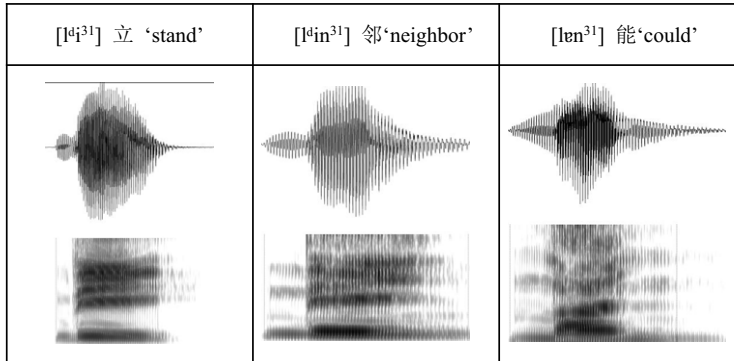 [lᵈi³¹] 立 ‘stand’
[lᵈin³¹] 邻‘neighbor’
[lɐn³¹] 能‘could’